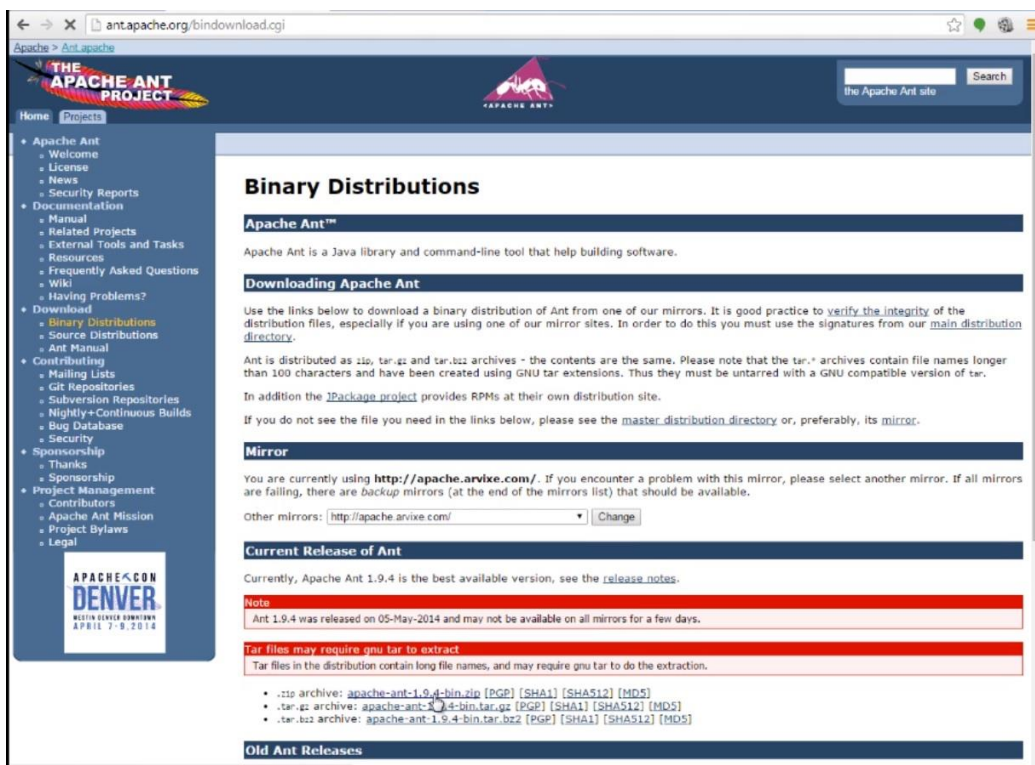 ant.apache.org/bindownload.cgi
Apache > Ant.apache
THE
APACHE ANT
PROJECT
<APACHE ANT>
Search
the Apache Ant site
Home Projects
Apache Ant
Welcome
License
News
Security Reports
Documentation
Manual
Related Projects
External Tools and Tasks
Resources
Frequently Asked Questions
Wiki
Having Problems?
Download
Binary Distributions
Source Distributions
Ant Manual
Contributing
Mailing Lists
Git Repositories
Subversion Repositories
Nightly+Continuous Builds
Bug Database
Security
Sponsorship
Thanks
Sponsorship
Project Management
Contributors
Apache Ant Mission
Project Bylaws
Legal
APACHECON
DENVER
WESTIN DENVER DOWNTOWN
APRIL 7-9, 2014
Binary Distributions
Apache Ant™
Apache Ant is a Java library and command-line tool that help building software.
Downloading Apache Ant
Use the links below to download a binary distribution of Ant from one of our mirrors. It is good practice to verify the integrity of the
distribution files, especially if you are using one of our mirror sites. In order to do this you must use the signatures from our main distribution
directory.
Ant is distributed as zip, tar.gz and tar.bz2 archives - the contents are the same. Please note that the tar.* archives contain file names longer
than 100 characters and have been created using GNU tar extensions. Thus they must be untarred with a GNU compatible version of tar.
In addition the JPackage project provides RPMs at their own distribution site.
If you do not see the file you need in the links below, please see the master distribution directory or, preferably, its mirror.
Mirror
You are currently using http://apache.arvixe.com/. If you encounter a problem with this mirror, please select another mirror. If all mirrors
are failing, there are backup mirrors (at the end of the mirrors list) that should be available.
Other mirrors: http://apache.arvixe.com/ Change
Current Release of Ant
Currently, Apache Ant 1.9.4 is the best available version, see the release notes.
Note
Ant 1.9.4 was released on 05-May-2014 and may not be available on all mirrors for a few days.
Tar files may require gnu tar to extract
Tar files in the distribution contain long file names, and may require gnu tar to do the extraction.
.zip archive: apache-ant-1.9.4-bin.zip [PGP] [SHA1] [SHA512] [MD5]
.tar.gz archive: apache-ant-1.9.4-bin.tar.gz [PGP] [SHA1] [SHA512] [MD5]
.tar.bz2 archive: apache-ant-1.9.4-bin.tar.bz2 [PGP] [SHA1] [SHA512] [MD5]
Old Ant Releases